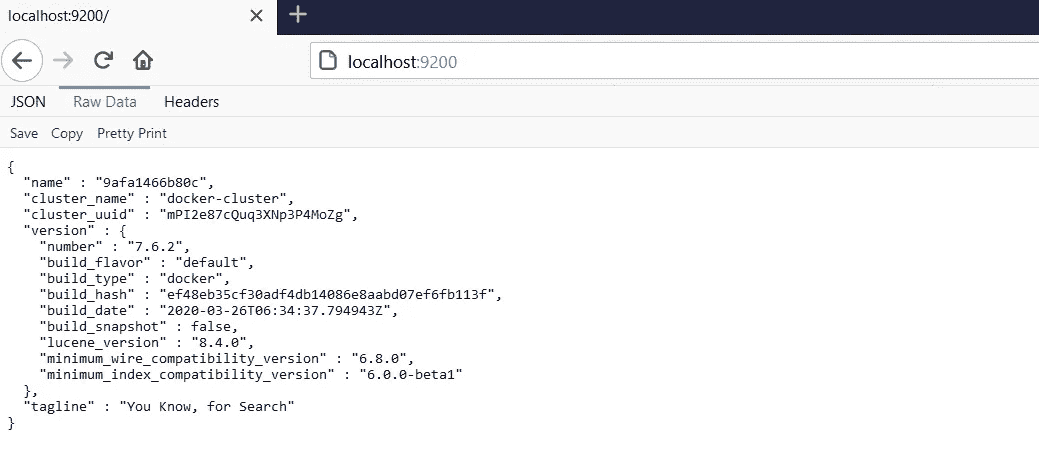 localhost:9200/
localhost:9200
JSON Raw Data Headers
Save Copy Pretty Print
{
  "name" : "9afa1466b80c",
  "cluster_name" : "docker-cluster",
  "cluster_uuid" : "mPI2e87cQuq3XNp3P4MoZg",
  "version" : {
    "number" : "7.6.2",
    "build_flavor" : "default",
    "build_type" : "docker",
    "build_hash" : "ef48eb35cf30adf4db14086e8aabd07ef6fb113f",
    "build_date" : "2020-03-26T06:34:37.794943Z",
    "build_snapshot" : false,
    "lucene_version" : "8.4.0",
    "minimum_wire_compatibility_version" : "6.8.0",
    "minimum_index_compatibility_version" : "6.0.0-beta1"
  },
  "tagline" : "You Know, for Search"
}